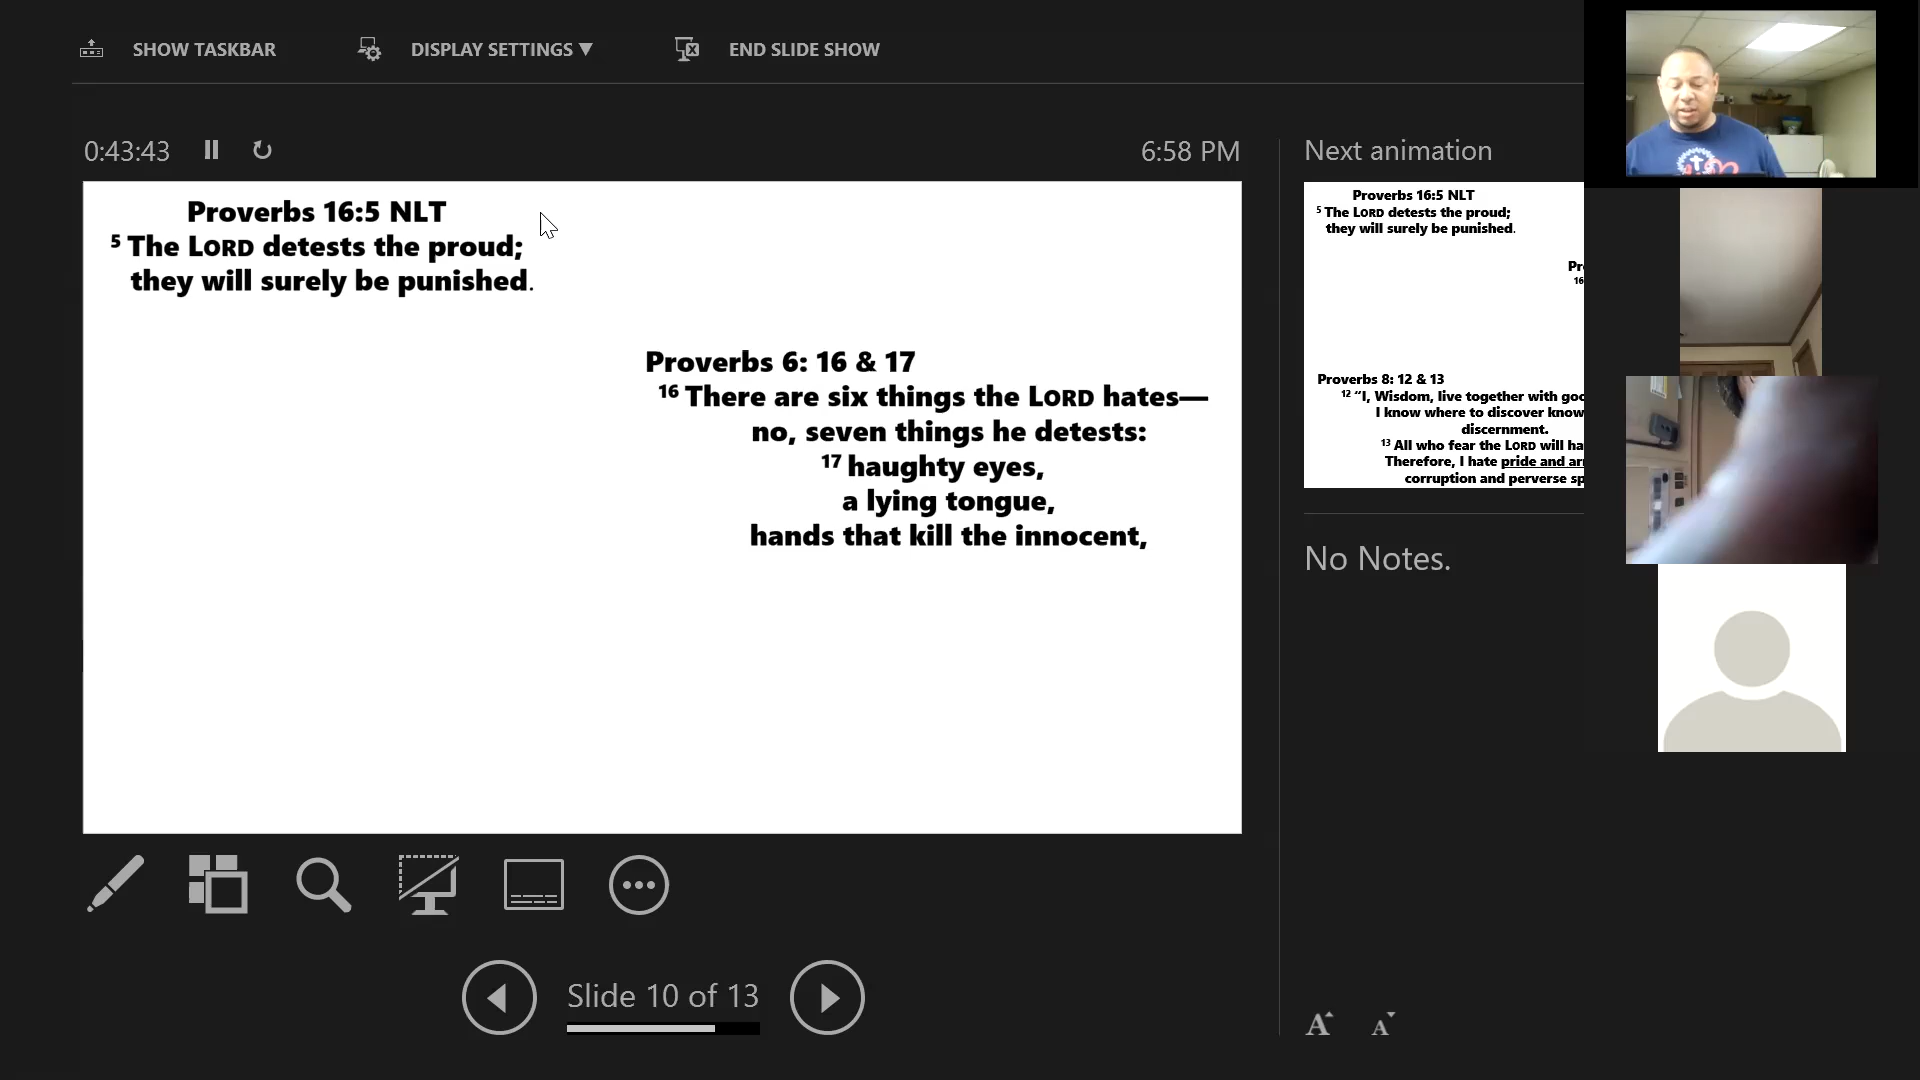 SHOW TASKBAR
DISPLAY SETTINGS ▼
END SLIDE SHOW
0:43:43
6:58 PM
Proverbs 16:5 NLT
5 The LORD detests the proud;
they will surely be punished.
Proverbs 6: 16 & 17
16 There are six things the LORD hates—
no, seven things he detests:
17 haughty eyes,
a lying tongue,
hands that kill the innocent,
Slide 10 of 13
Next animation
Proverbs 16:5 NLT
5 The LORD detests the proud;
they will surely be punished.
Pr
16
Proverbs 8: 12 & 13
12 “I, Wisdom, live together with goo
I know where to discover know
discernment.
13 All who fear the LORD will ha
Therefore, I hate pride and arr
corruption and perverse sp
No Notes.
A A